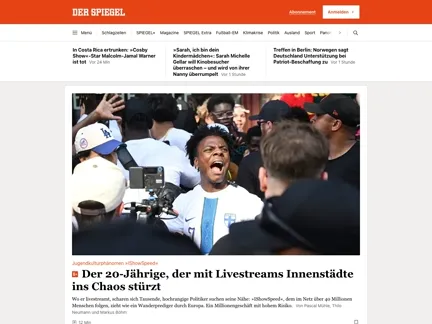 DER SPIEGEL
Abonnement
Anmelden
Menü Schlagzeilen SPIEGEL+ Magazine SPIEGEL Extra Fußball-EM Klimakrise Politik Ausland Sport
In Costa Rica ertrunken: »Cosby
Show«-Star Malcolm-Jamal Warner
ist tot Vor 24 Min
»Sarah, ich bin dein
Kindermädchen«: Sarah Michelle
Gellar will Kinobesucher
überraschen – und wird von ihrer
Nanny überrumpelt Vor 1 Stunde
Treffen in Berlin: Norwegen sagt
Deutschland Unterstützung bei
Patriot-Beschaffung zu Vor 1 Stunde
Jugendkulturphänomen »IShowSpeed«
Der 20-Jährige, der mit Livestreams Innenstädte
ins Chaos stürzt
Wo er livestreamt, scharen sich Tausende, hochrangige Politiker suchen seine Nähe: »IShowSpeed«, dem im Netz über 40 Millionen
Menschen folgen, zieht wie ein Wanderprediger durch Europa. Ein Millionengeschäft mit hohem Risiko. Von Pascal Mühle, Thilo
Neumann und Markus Böhm
12 Min